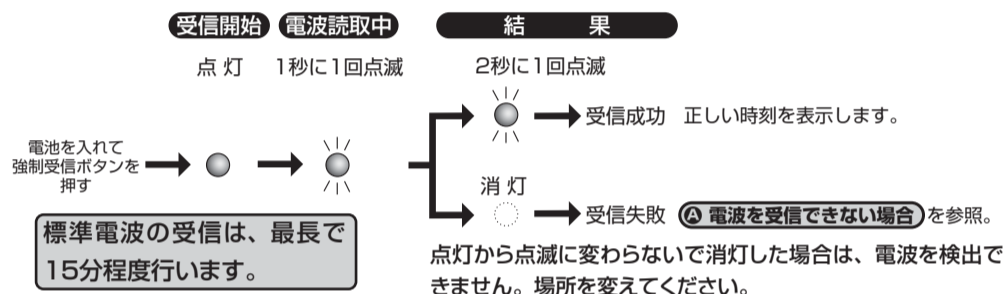 受信開始 電波読取中 結果
点灯 1秒に1回点滅 2秒に1回点滅
受信成功 正しい時刻を表示します。
電池を入れて
強制受信ボタンを
押す
消灯
受信失敗 Ⓐ 電波を受信できない場合 を参照。
標準電波の受信は、最長で
15分程度行います。
点灯から点滅に変わらないで消灯した場合は、電波を検出で
きません。場所を変えてください。